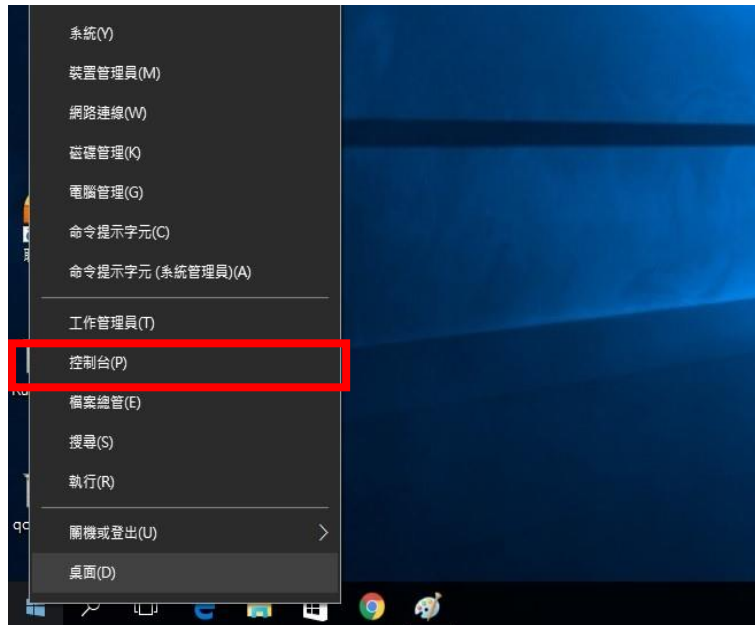 系統(Y)
裝置管理員(M)
網路連線(W)
磁碟管理(K)
電腦管理(G)
命令提示字元(C)
命令提示字元 (系統管理員)(A)
工作管理員(T)
控制台(P)
檔案總管(E)
搜尋(S)
執行(R)
關機或登出(U)
桌面(D)